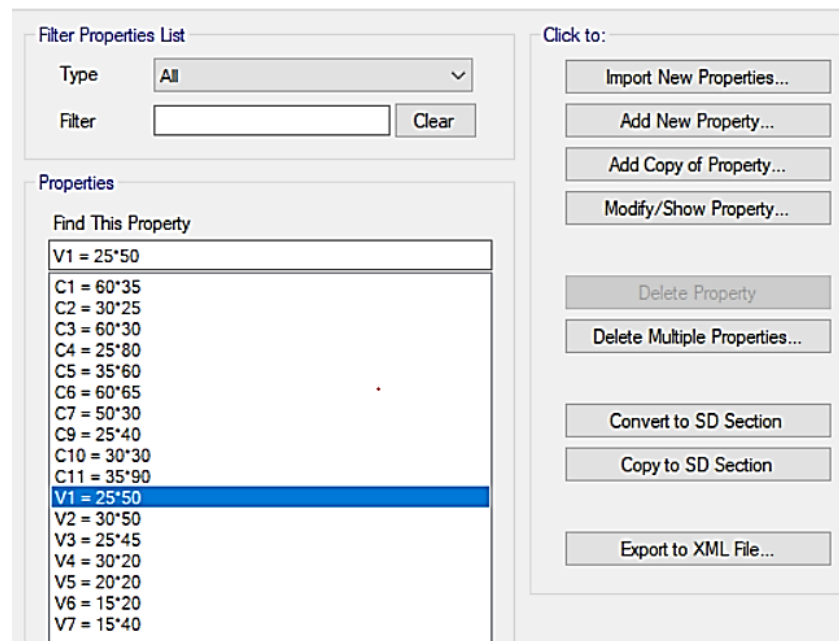 Filter Properties List
Type
All
Filter
Clear
Properties
Find This Property
V1 = 25*50
C1 = 60*35
C2 = 30*25
C3 = 60*30
C4 = 25*80
C5 = 35*60
C6 = 60*65
C7 = 50*30
C9 = 25*40
C10 = 30*30
C11 = 35*90
V1 = 25*50
V2 = 30*50
V3 = 25*45
V4 = 30*20
V5 = 20*20
V6 = 15*20
V7 = 15*40
Click to:
Import New Properties...
Add New Property...
Add Copy of Property...
Modify/Show Property...
Delete Property
Delete Multiple Properties...
Convert to SD Section
Copy to SD Section
Export to XML File...